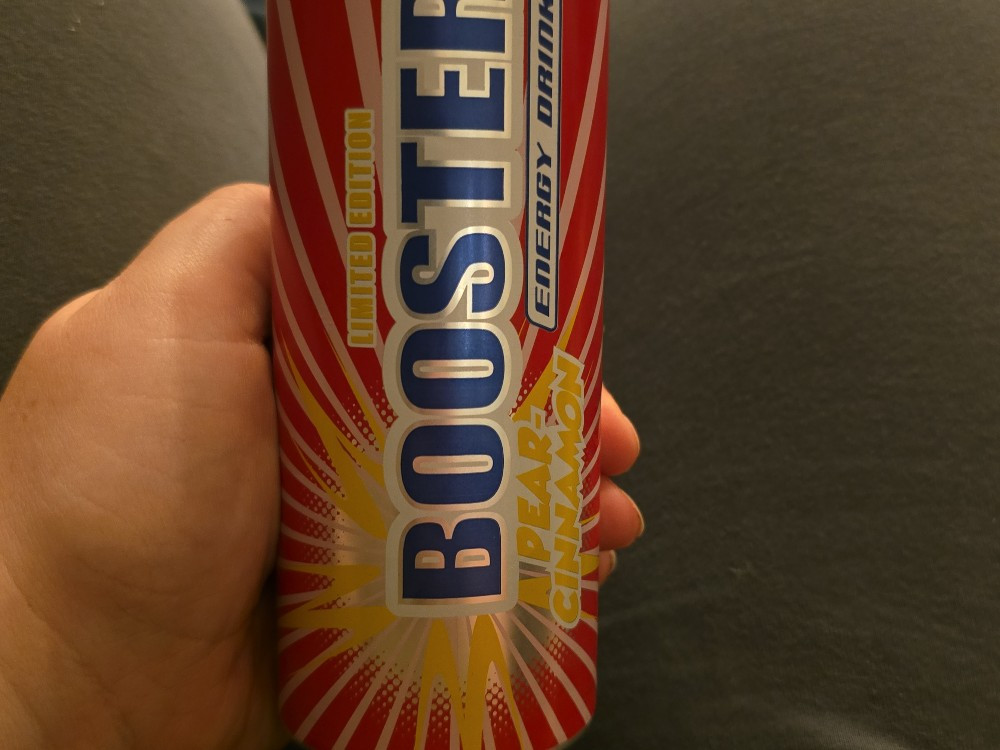 LIMITED EDITION
BOOSTER
ENERGY DRINK
PEAR-
CINNAMON